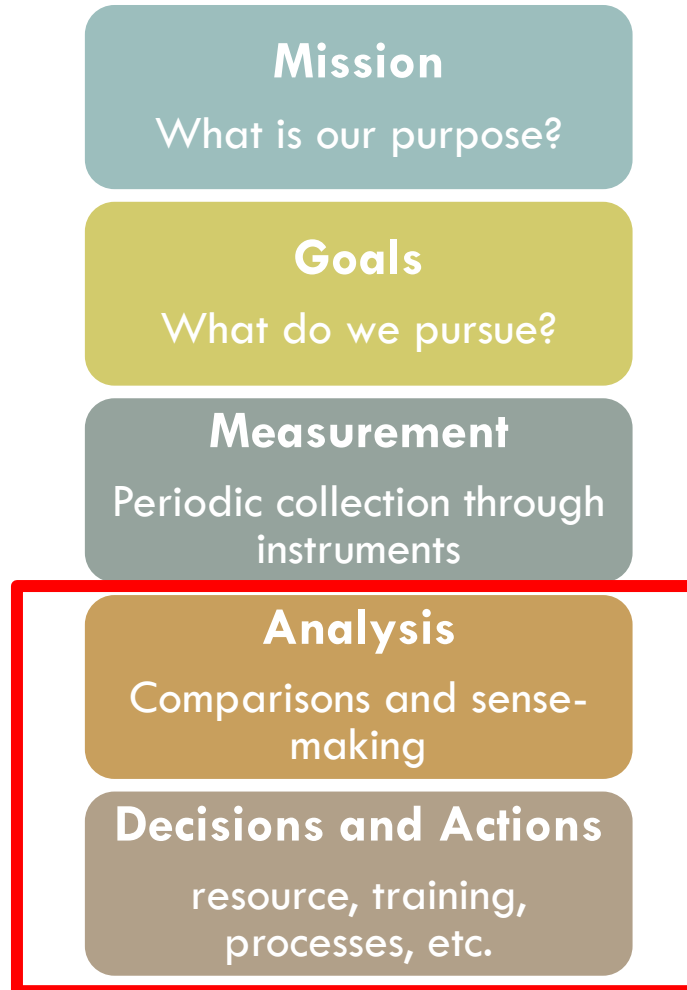 Mission
What is our purpose?
Goals
What do we pursue?
Measurement
Periodic collection through
instruments
Analysis
Comparisons and sense-
making
Decisions and Actions
resource, training,
processes, etc.